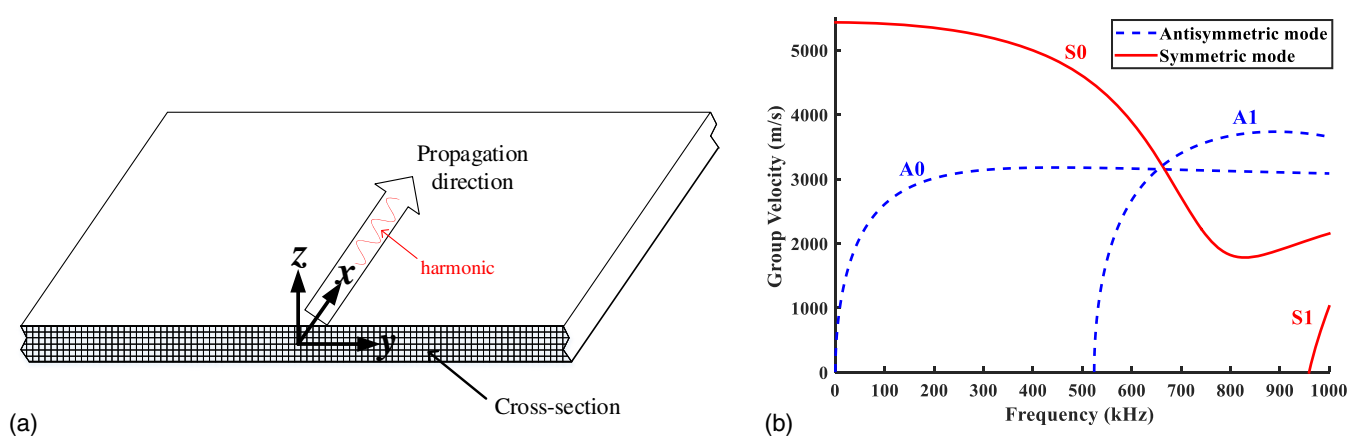 Propagation
direction
z
x
harmonic
y
Cross-section
(a)
Antisymmetric mode
Symmetric mode
S0
A1
A0
S1
Group Velocity (m/s)
5000
4000
3000
2000
1000
0
0 100 200 300 400 500 600 700 800 900 1000
Frequency (kHz)
(b)